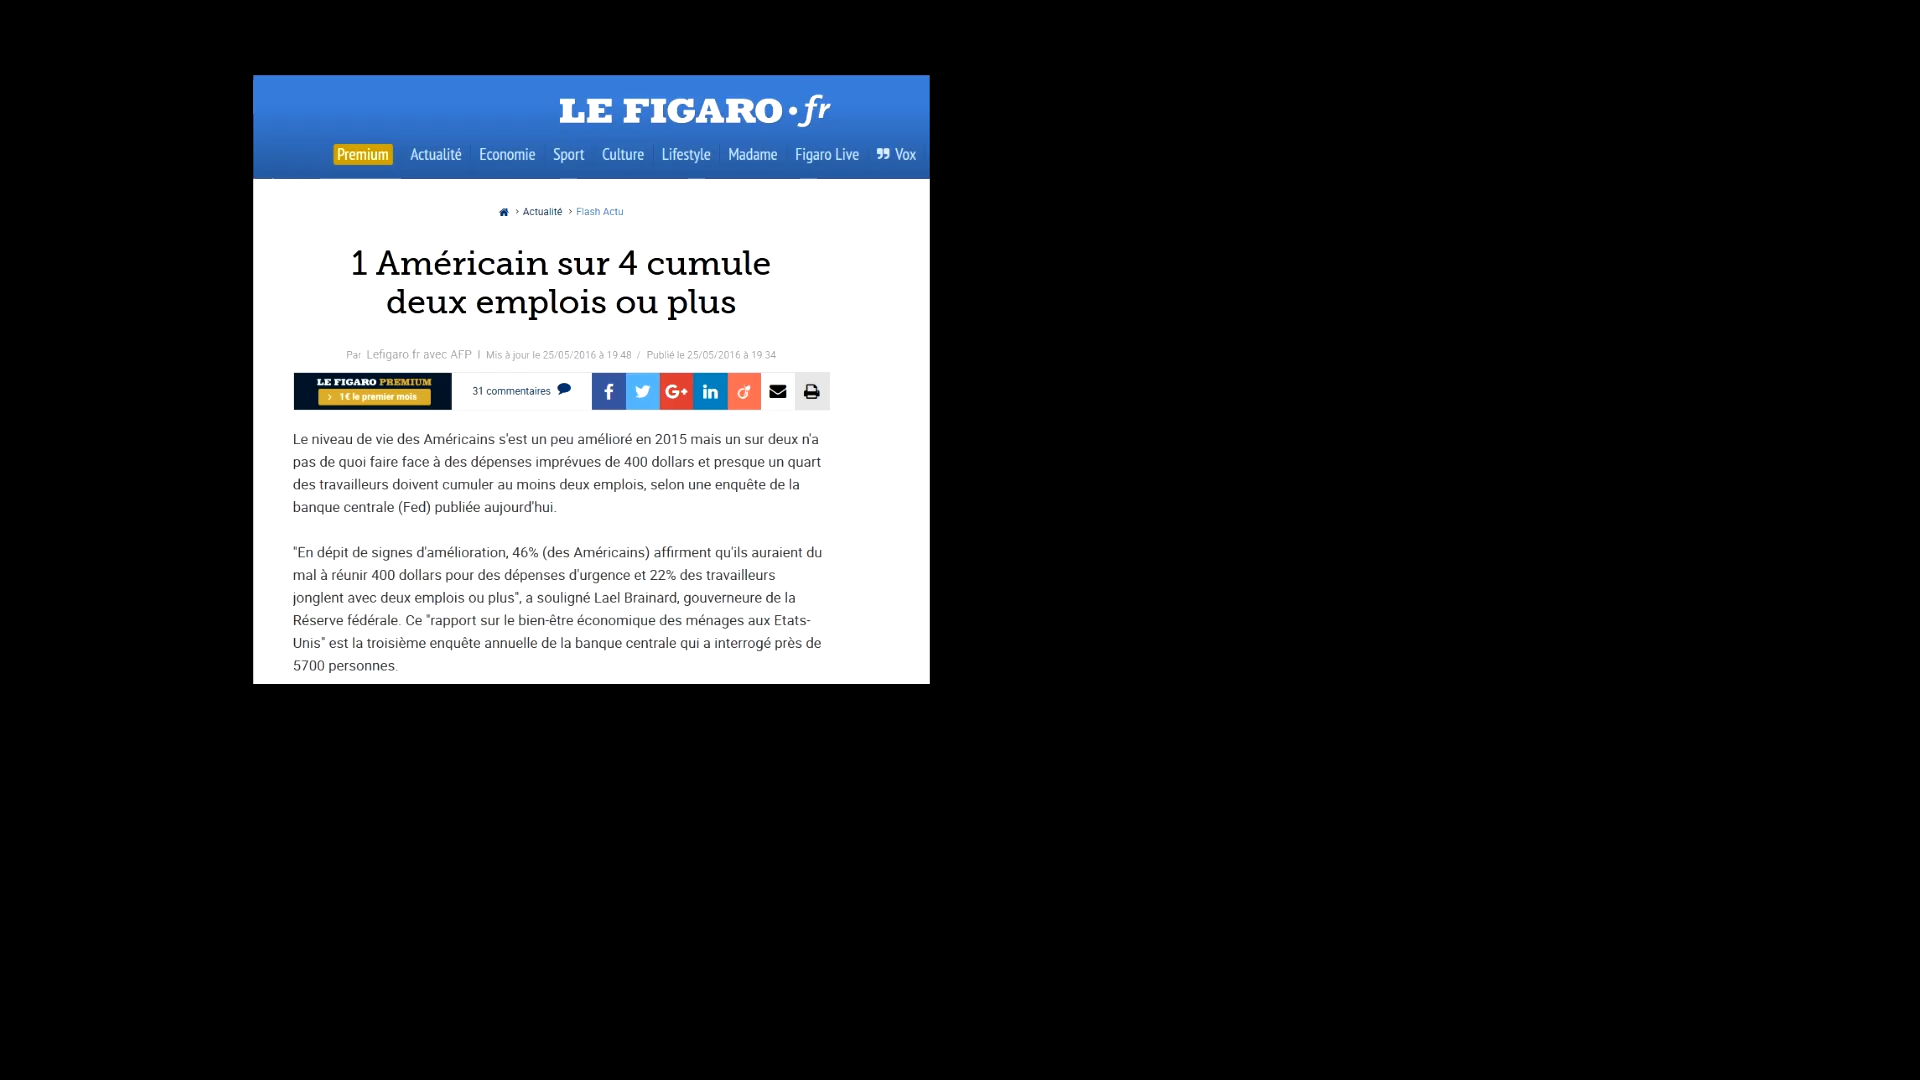 LE FIGARO·fr
Premium Actualité Economie Sport Culture Lifestyle Madame Figaro Live Vox
> Actualité > Flash Actu
1 Américain sur 4 cumule
deux emplois ou plus
Par Lefigaro fr avec AFP | Mis à jour le 25/05/2016 à 19 48 / Publié le 25/05/2016 à 19 34
LE FIGARO PREMIUM
> 1€ le premier mois
31 commentaires
Le niveau de vie des Américains s'est un peu amélioré en 2015 mais un sur deux n'a
pas de quoi faire face à des dépenses imprévues de 400 dollars et presque un quart
des travailleurs doivent cumuler au moins deux emplois, selon une enquête de la
banque centrale (Fed) publiée aujourd'hui.
"En dépit de signes d'amélioration, 46% (des Américains) affirment qu'ils auraient du
mal à réunir 400 dollars pour des dépenses d'urgence et 22% des travailleurs
jonglent avec deux emplois ou plus", a souligné Lael Brainard, gouverneure de la
Réserve fédérale. Ce "rapport sur le bien-être économique des ménages aux Etats-
Unis" est la troisième enquête annuelle de la banque centrale qui a interrogé près de
5700 personnes.